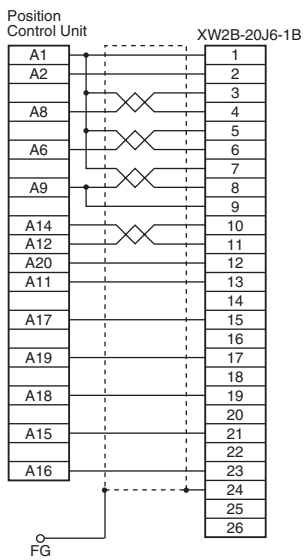 Position
Control Unit
XW2B-20J6-1B
A1 1
A2 2
3
A8 4
5
A6 6
7
A9 8
9
A14 10
A12 11
A20 12
A11 13
14
A17 15
16
A19 17
18
A18 19
20
A15 21
22
A16 23
24
25
26
FG